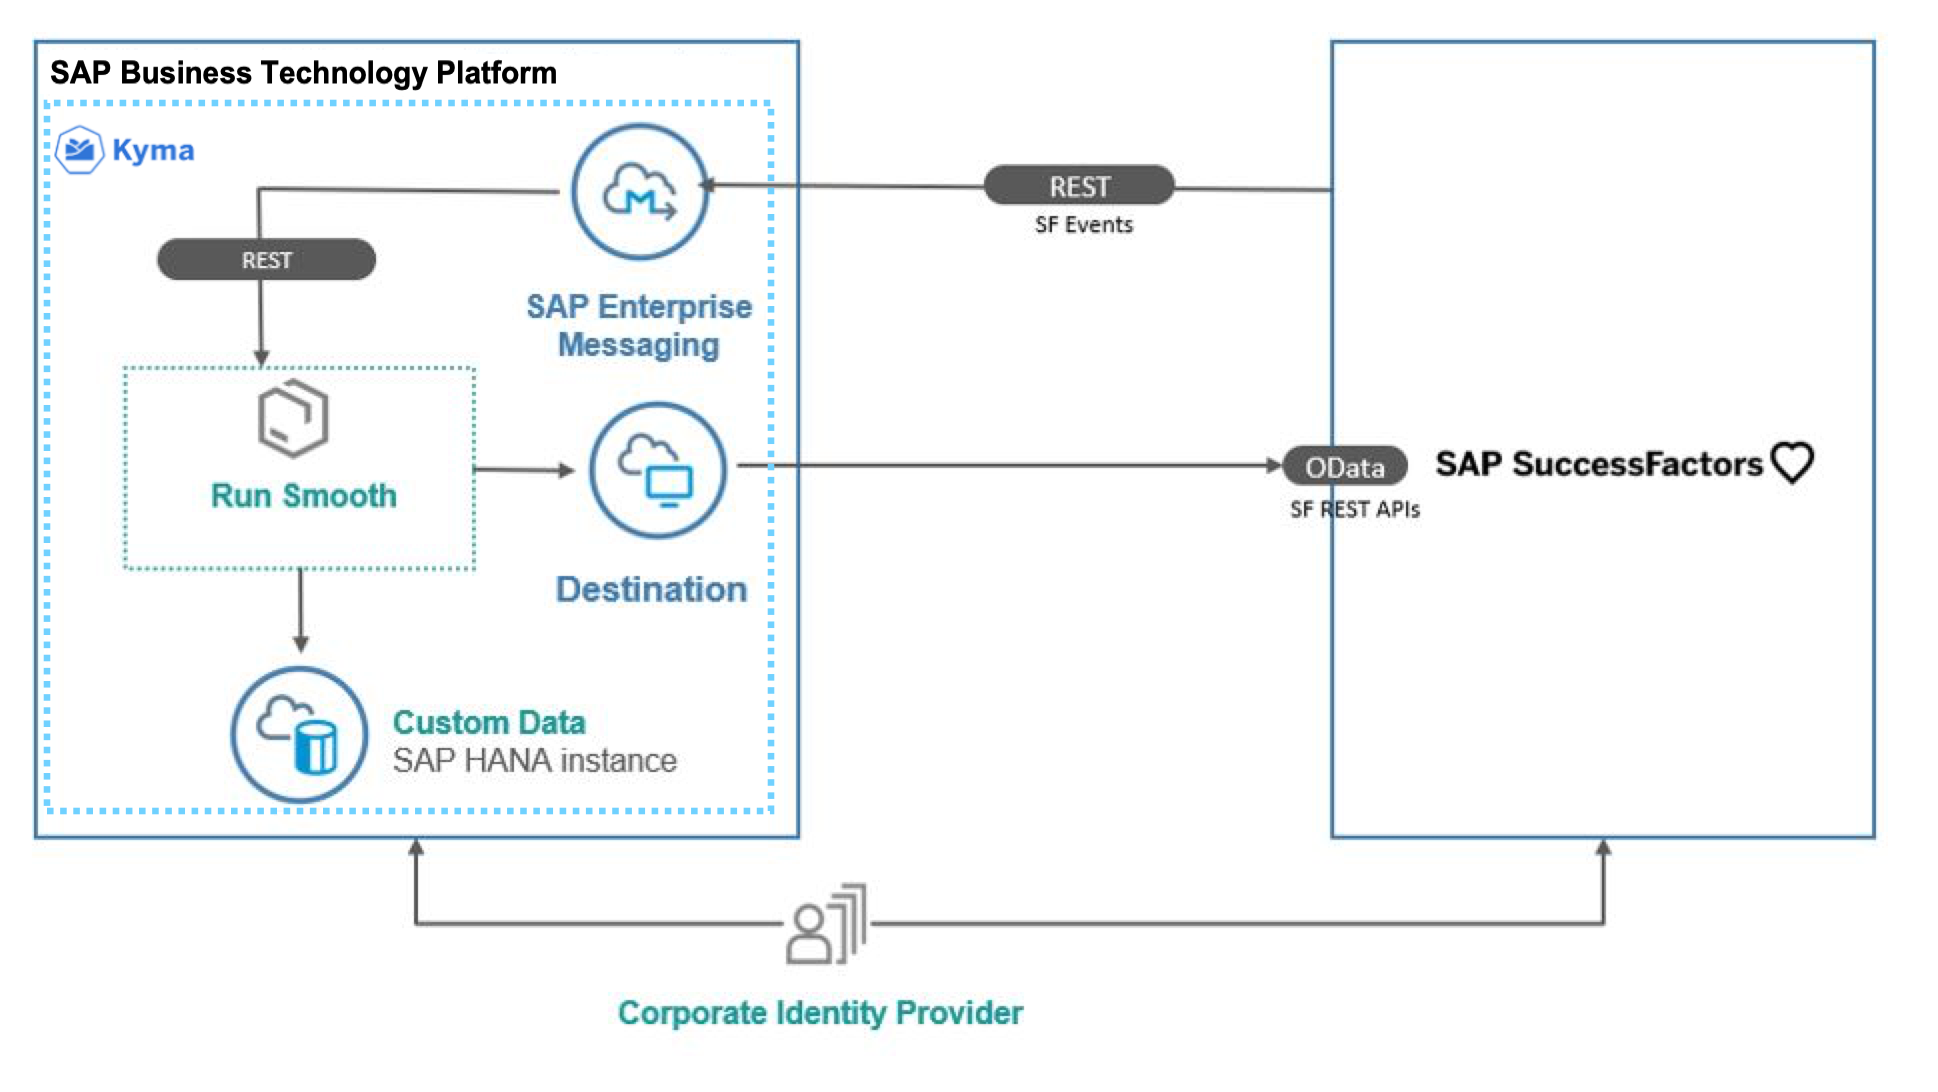 SAP Business Technology Platform
Kyma
REST
SF Events
REST
SAP Enterprise
Messaging
Run Smooth
OData
SAP SuccessFactors
SF REST APIs
Destination
Custom Data
SAP HANA instance
Corporate Identity Provider